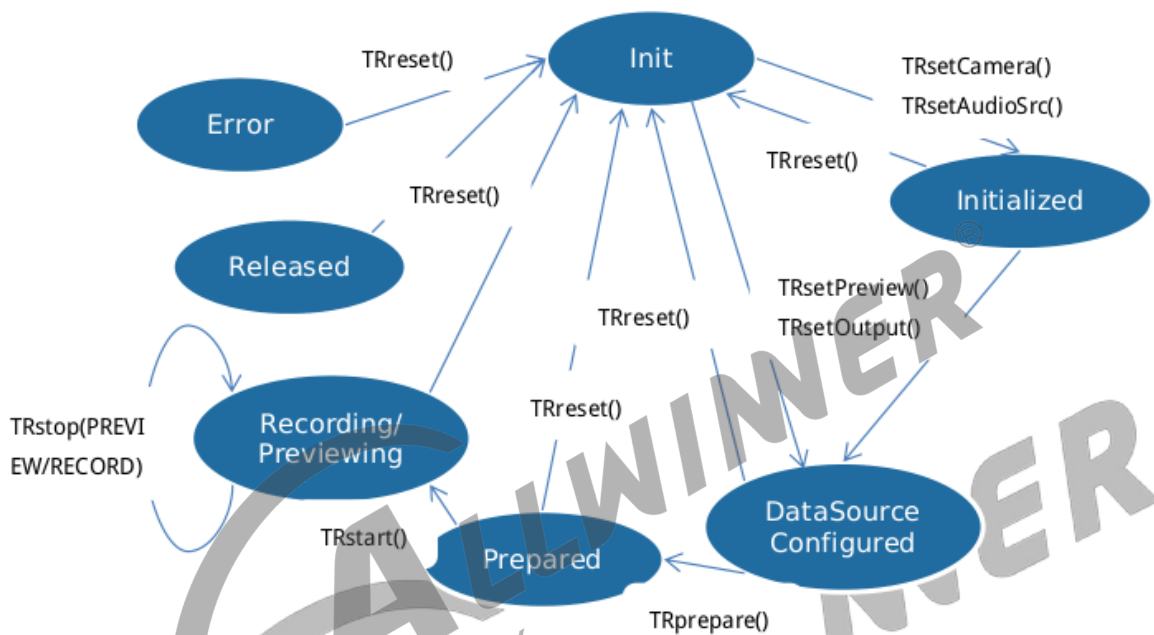 Init
TRreset()
TRsetCamera()
TRsetAudioSrc()
Error
TRreset()
TRreset()
Initialized
Released
TRsetPreview()
TRreset()
TRsetOutput()
TRreset()
Recording/
Previewing
TRstop(PREVI
EW/RECORD)
DataSource
Configured
TRstart()
Prepared
TRprepare()
ALLWINNER
©
NNER